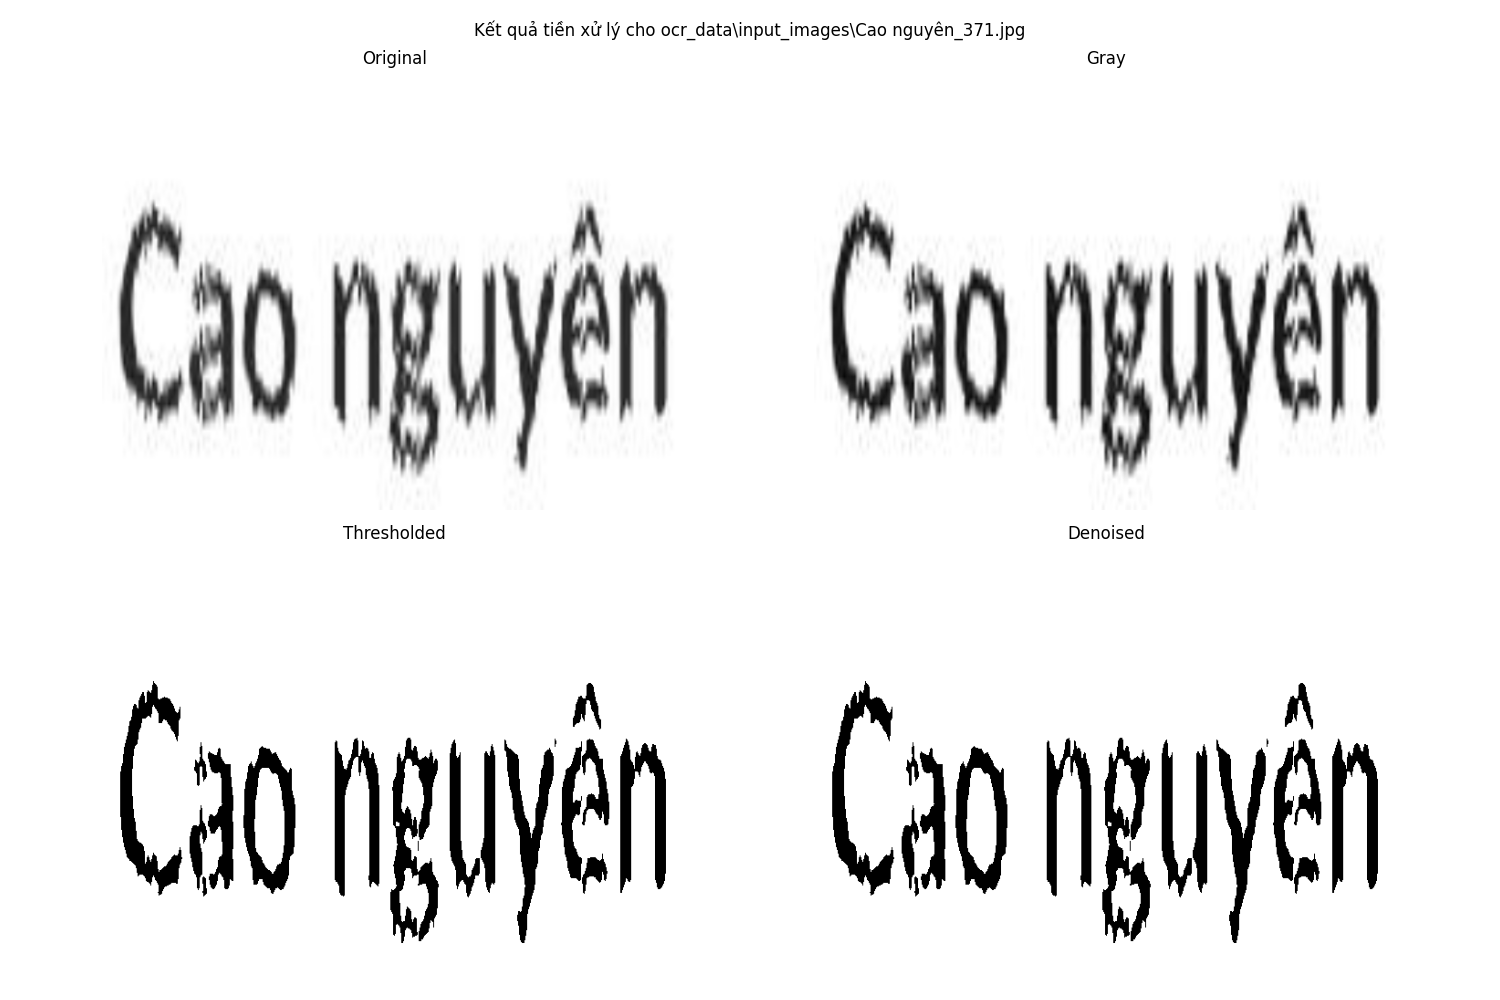 Kết quả tiền xử lý cho ocr_data\input_images\Cao nguyên_371.jpg
Original
Gray
Cao nguyên
Cao nguyên
Thresholded
Denoised
Cao nguyên
Cao nguyên